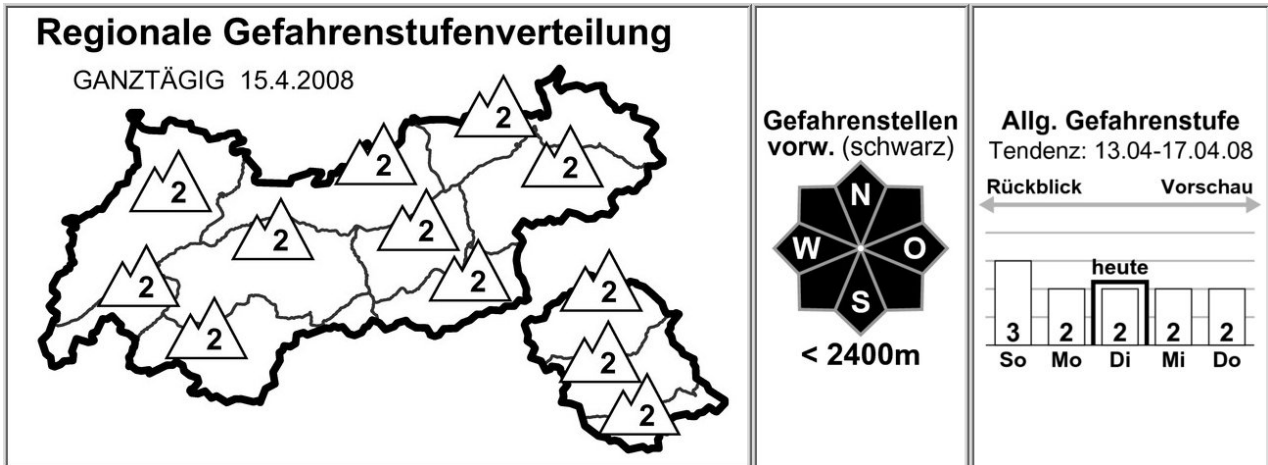 Regionale Gefahrenstufenverteilung
GANZTÄGIG 15.4.2008
2
2
2
2
2
2
2
2
2
2
2
2
Gefahrenstellen
vorw. (schwarz)
N
W O
S
< 2400m
Allg. Gefahrenstufe
Tendenz: 13.04-17.04.08
Rückblick Vorschau
heute
3 2 2 2 2
So Mo Di Mi Do